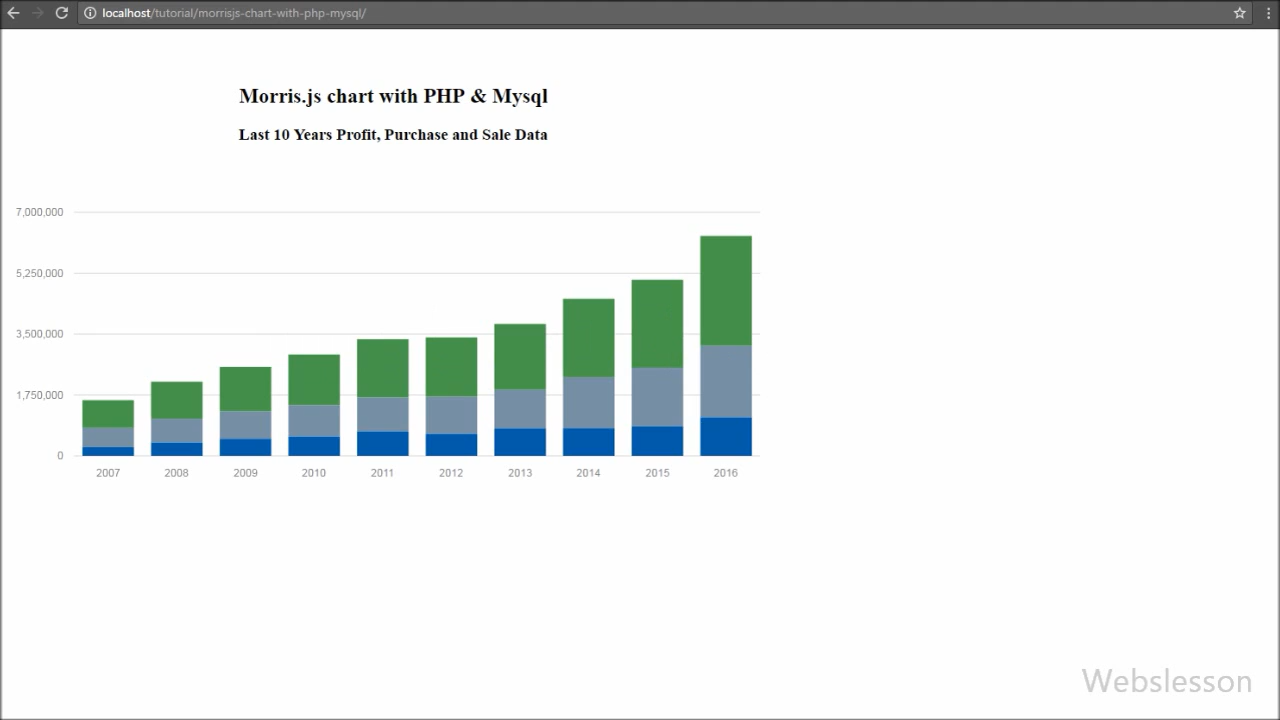 localhost/tutorial/morrisjs-chart-with-php-mysql/
Morris.js chart with PHP & Mysql
Last 10 Years Profit, Purchase and Sale Data
7,000,000
5,250,000
3,500,000
1,750,000
0
2007 2008 2009 2010 2011 2012 2013 2014 2015 2016
Webslesson